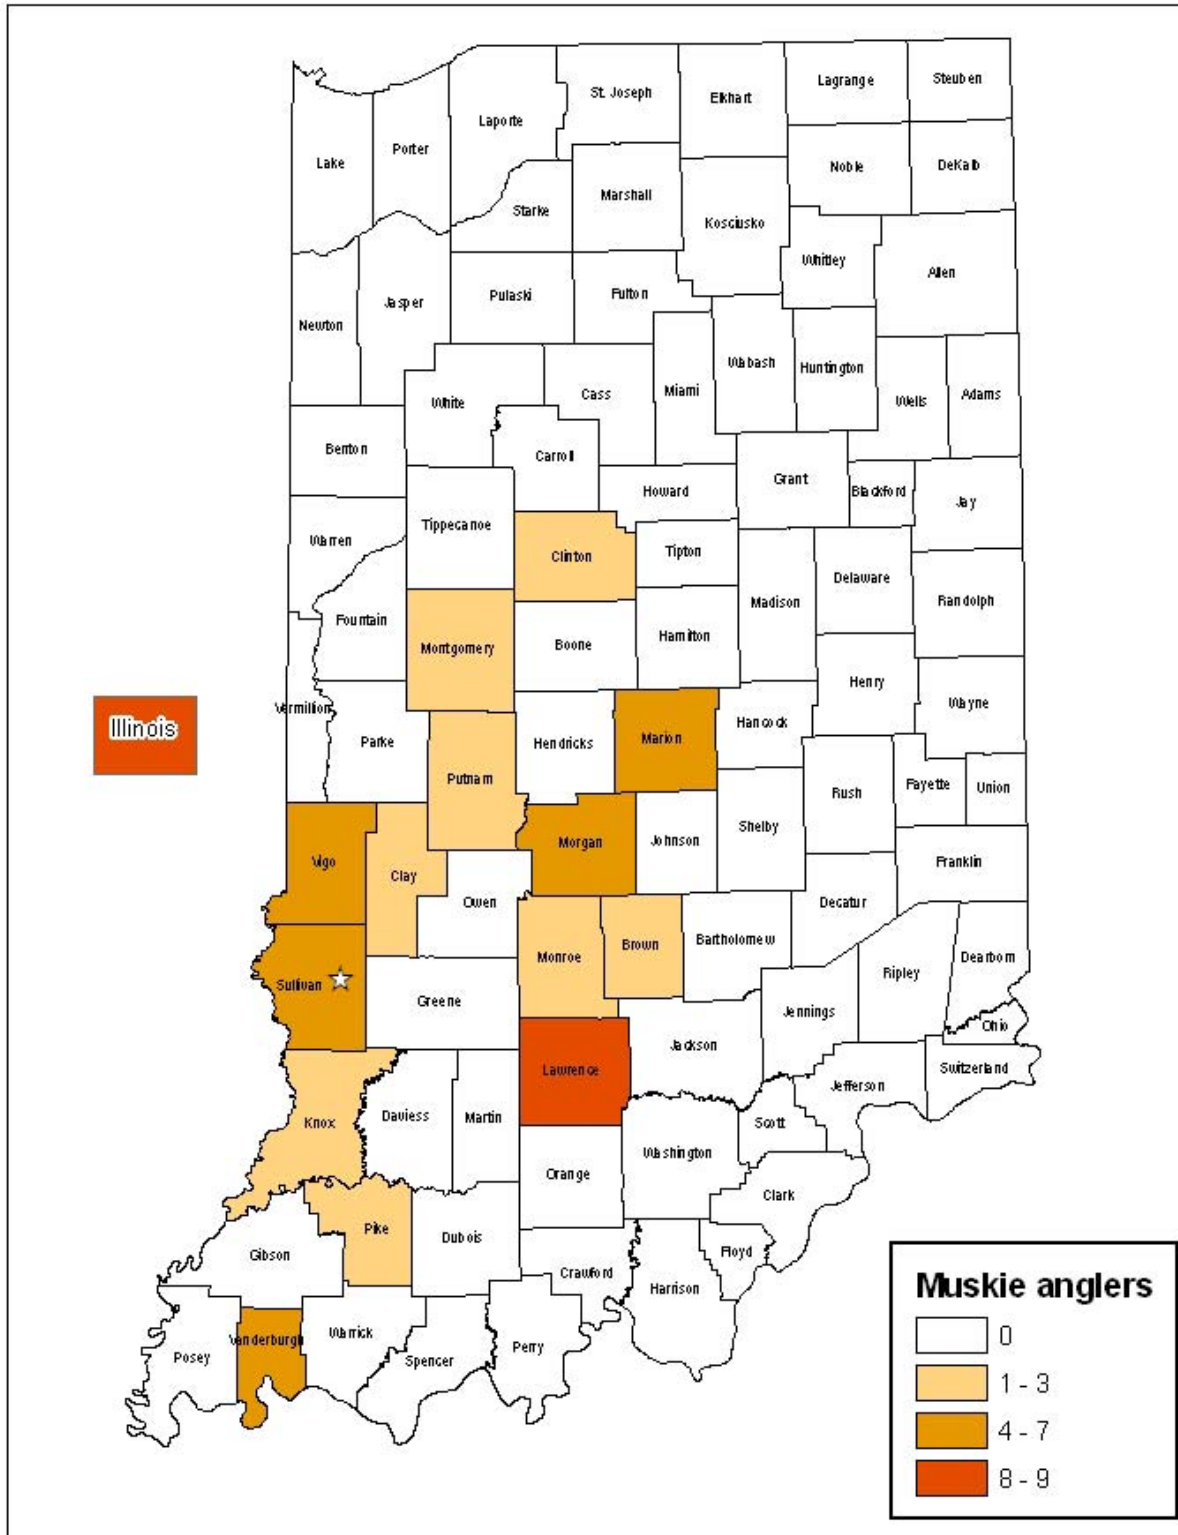 St. Joseph
Elkhart
Lagrange
Steuben
Laporte
Lake
Porter
Noble
DeKalb
Marshall
Starke
Kosciusko
Whitley
Allen
Newton
Jasper
Pulaski
Fulton
White
Cass
Miami
Wabash
Huntington
Wells
Adams
Benton
Carroll
Howard
Grant
Blackford
Jay
Warren
Tippecanoe
Clinton
Tipton
Delaware
Madison
Randolph
Fountain
Montgomery
Boone
Hamilton
Henry
Wayne
Vermillion
Illinois
Parke
Putnam
Hendricks
Marion
Hancock
Rush
Fayette
Union
Vigo
Clay
Morgan
Johnson
Shelby
Franklin
Owen
Decatur
Sullivan
Monroe
Brown
Bartholomew
Ripley
Dearborn
Greene
Jennings
Ohio
Lawrence
Jackson
Jefferson
Switzerland
Knox
Daviess
Martin
Scott
Orange
Washington
Clark
Gibson
Pike
Dubois
Crawford
Harrison
Floyd
Posey
Vanderburgh
Warrick
Spencer
Perry
Muskie anglers
0
1 - 3
4 - 7
8 - 9